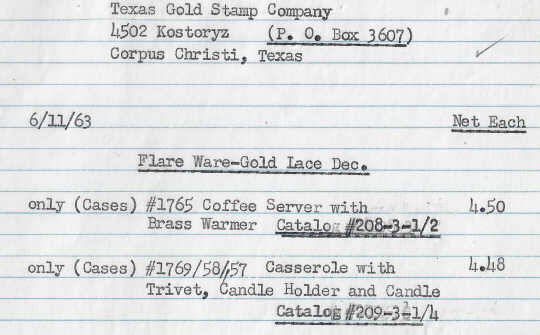 Texas Gold Stamp Company
4502 Kostoryz (P. O. Box 3607)
Corpus Christi, Texas
6/11/63 Net Each
Flare Ware-Gold Lace Dec.
only (Cases) #1765 Coffee Server with 4.50
Brass Warmer Catalog #208-3-1/2
only (Cases) #1769/58/57 Casserole with 4.48
Trivet, Candle Holder and Candle
Catalog #209-3-1/4